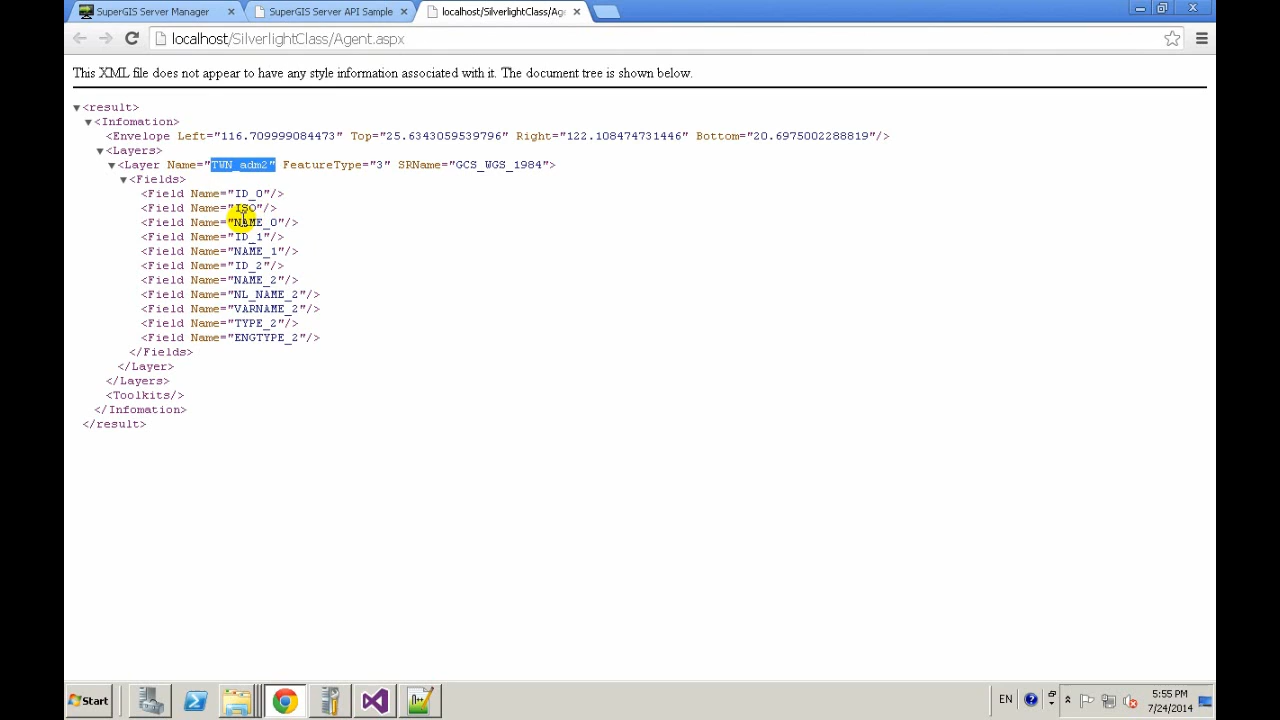 SuperGIS Server Manager
SuperGIS Server API Sample
localhost/SilverlightClass/Age
localhost/SilverlightClass/Agent.aspx
This XML file does not appear to have any style information associated with it. The document tree is shown below.
<result>
<Infomation>
<Envelope Left="116.709999084473" Top="25.6343059539796" Right="122.108474731446" Bottom="20.6975002288819"/>
<Layers>
<Layer Name="TWN_adm2" FeatureType="3" SRName="GCS_WGS_1984">
<Fields>
<Field Name="ID_0"/>
<Field Name="ISO"/>
<Field Name="NAME_0"/>
<Field Name="ID_1"/>
<Field Name="NAME_1"/>
<Field Name="ID_2"/>
<Field Name="NAME_2"/>
<Field Name="NL_NAME_2"/>
<Field Name="VARNAME_2"/>
<Field Name="TYPE_2"/>
<Field Name="ENGTYPE_2"/>
</Fields>
</Layer>
</Layers>
<Toolkits/>
</Infomation>
</result>
Start
EN
5:55 PM
7/24/2014